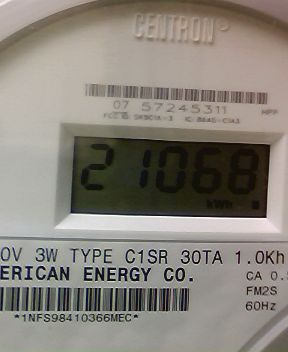 CENTRON
07 57245311
21068
kWh
0V 3W TYPE C1SR 30TA 1.0Kh
ERICAN ENERGY CO.
CA 0.5
FM2S
60Hz
*1NFS98410366MEC*